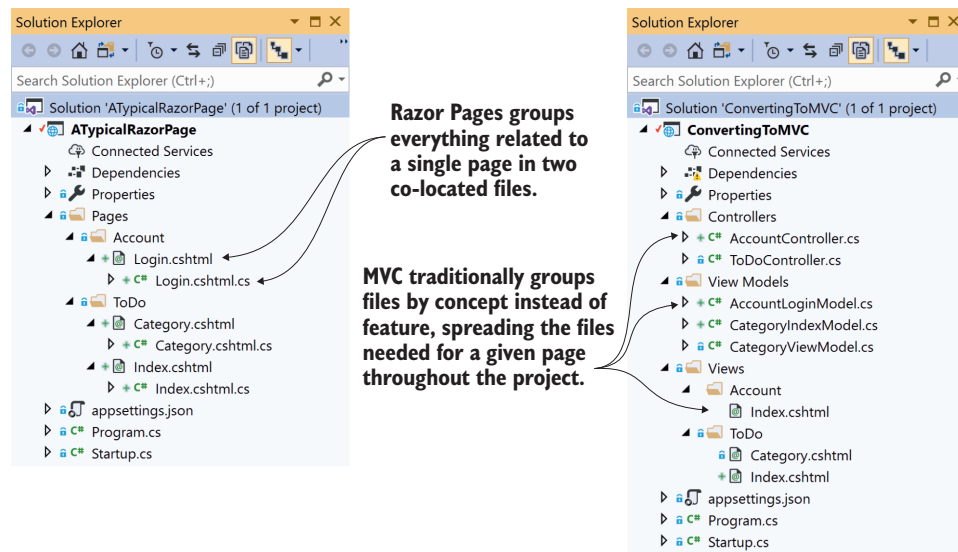 Solution Explorer
Search Solution Explorer (Ctrl+;)
Solution 'ATypicalRazorPage' (1 of 1 project)
ATypicalRazorPage
Connected Services
Dependencies
Properties
Pages
Account
Login.cshtml
C# Login.cshtml.cs
ToDo
Category.cshtml
C# Category.cshtml.cs
Index.cshtml
C# Index.cshtml.cs
appsettings.json
C# Program.cs
C# Startup.cs
Razor Pages groups
everything related to
a single page in two
co-located files.
MVC traditionally groups
files by concept instead of
feature, spreading the files
needed for a given page
throughout the project.
Solution Explorer
Search Solution Explorer (Ctrl+;)
Solution 'ConvertingToMVC' (1 of 1 project)
ConvertingToMVC
Connected Services
Dependencies
Properties
Controllers
C# AccountController.cs
C# ToDoController.cs
View Models
C# AccountLoginModel.cs
C# CategoryIndexModel.cs
C# CategoryViewModel.cs
Views
Account
Index.cshtml
ToDo
Category.cshtml
Index.cshtml
appsettings.json
C# Program.cs
C# Startup.cs